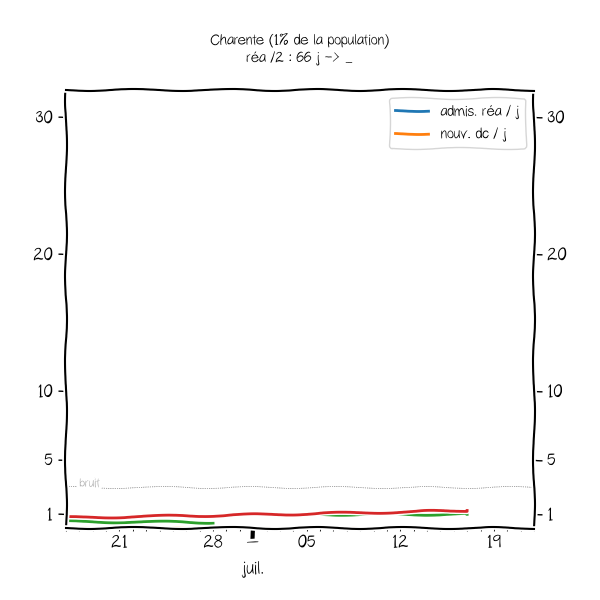 Charente (1% de la population)
réa /2 : 66 j -> _
admis. réa / j
nouv. dc / j
30
30
20
20
10
10
5
5
bruit
1
1
21
28
05
12
19
juil.